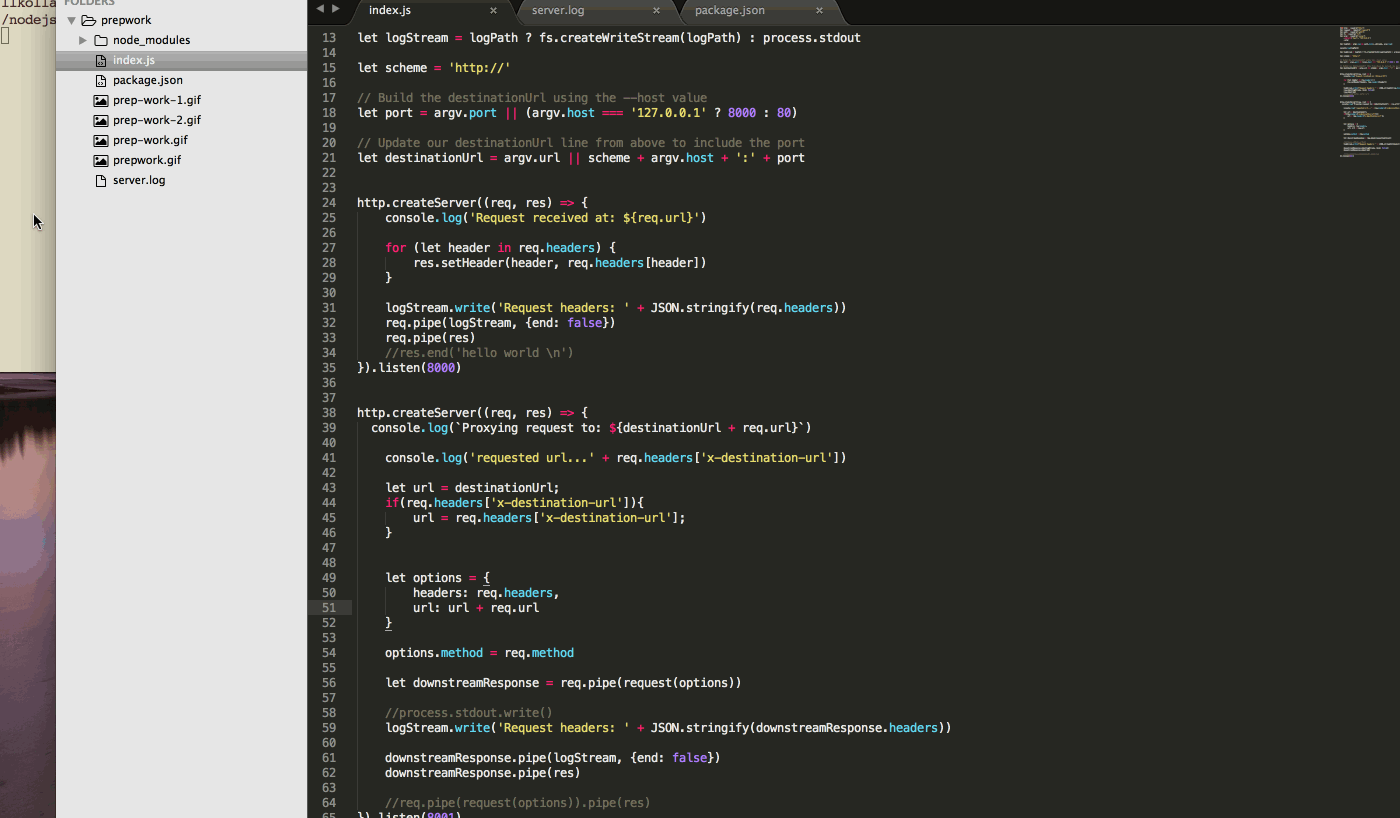 /nodejs
FOLDERS
prepwork
node_modules
index.js
package.json
prep-work-1.gif
prep-work-2.gif
prep-work.gif
prepwork.gif
server.log
index.js × server.log × package.json ×
13 let logStream = logPath ? fs.createWriteStream(logPath) : process.stdout
14
15 let scheme = 'http://'
16
17 // Build the destinationUrl using the --host value
18 let port = argv.port || (argv.host === '127.0.0.1' ? 8000 : 80)
19
20 // Update our destinationUrl line from above to include the port
21 let destinationUrl = argv.url || scheme + argv.host + ':' + port
22
23
24 http.createServer((req, res) => {
25 console.log('Request received at: ${req.url}')
26
27 for (let header in req.headers) {
28 res.setHeader(header, req.headers[header])
29 }
30
31 logStream.write('Request headers: ' + JSON.stringify(req.headers))
32 req.pipe(logStream, {end: false})
33 req.pipe(res)
34 //res.end('hello world \n')
35 }).listen(8000)
36
37
38 http.createServer((req, res) => {
39 console.log(`Proxying request to: ${destinationUrl + req.url}`)
40
41 console.log('requested url...' + req.headers['x-destination-url'])
42
43 let url = destinationUrl;
44 if(req.headers['x-destination-url']){
45 url = req.headers['x-destination-url'];
46 }
47
48
49 let options = {
50 headers: req.headers,
51 url: url + req.url
52 }
53
54 options.method = req.method
55
56 let downstreamResponse = req.pipe(request(options))
57
58 //process.stdout.write()
59 logStream.write('Request headers: ' + JSON.stringify(downstreamResponse.headers))
60
61 downstreamResponse.pipe(logStream, {end: false})
62 downstreamResponse.pipe(res)
63
64 //req.pipe(request(options)).pipe(res)
65 }).listen(8001)